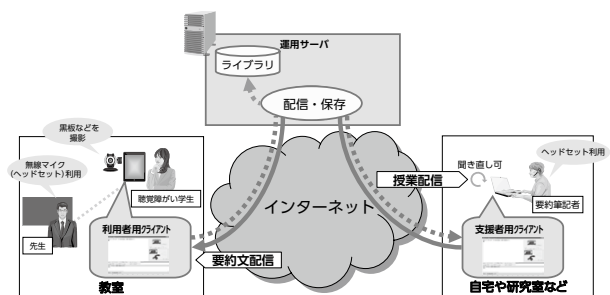 運用サーバ
ライブラリ
配信・保存
黒板などを
撮影
無線マイク
(ヘッドセット)利用
聴覚障がい学生
先生
利用者用クライアント
教室
インターネット
要約文配信
授業配信
聞き直し可
ヘッドセット利用
要約筆記者
支援者用クライアント
自宅や研究室など